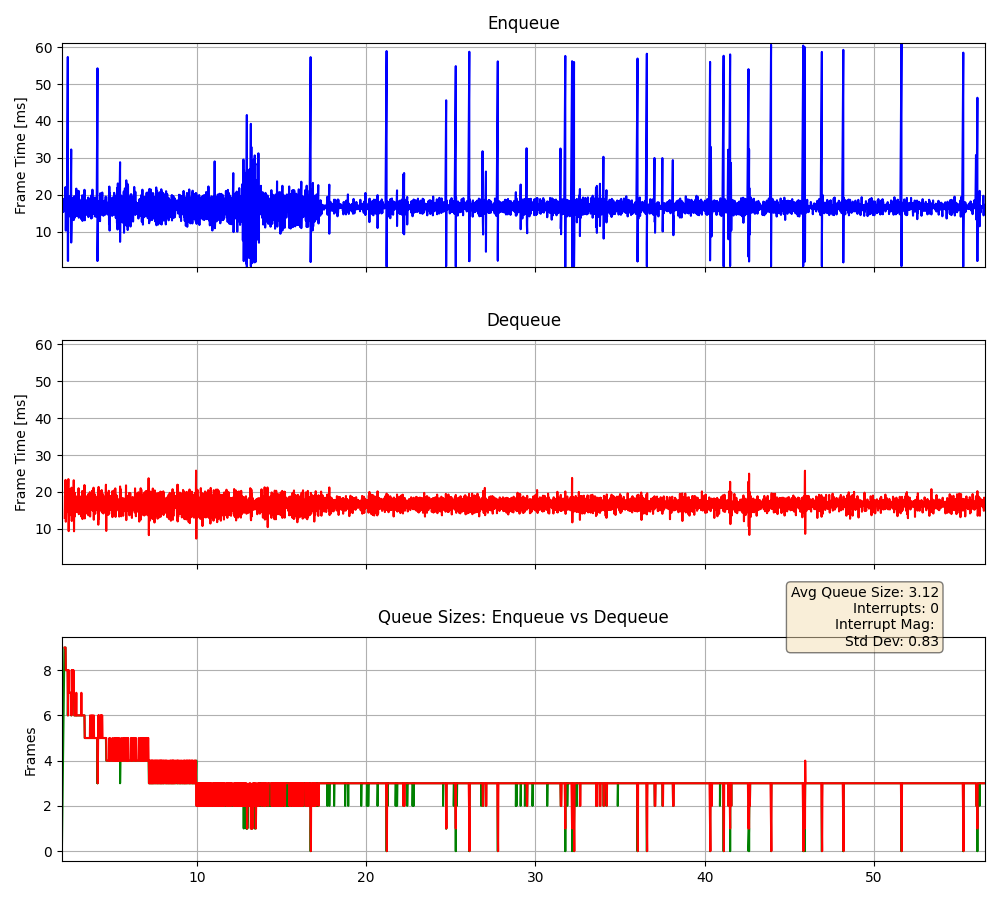 Enqueue
Frame Time [ms]
60
50
40
30
20
10
Dequeue
Frame Time [ms]
60
50
40
30
20
10
Avg Queue Size: 3.12
Interrupts: 0
Interrupt Mag:
Std Dev: 0.83
Queue Sizes: Enqueue vs Dequeue
Frames
8
6
4
2
0
10 20 30 40 50